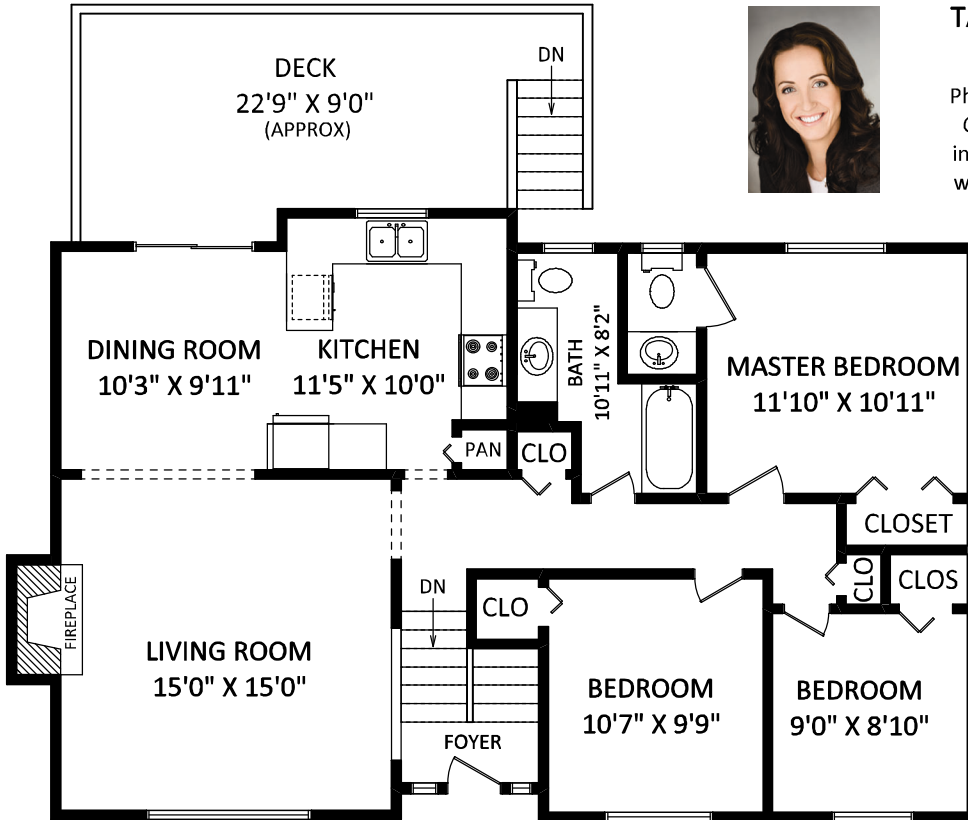 DECK
22'9" X 9'0"
(APPROX)
DN
DINING ROOM
10'3" X 9'11"
KITCHEN
11'5" X 10'0"
BATH
10'11" X 8'2"
MASTER BEDROOM
11'10" X 10'11"
PAN
CLO
CLOSET
CLO
CLOS
FIREPLACE
DN
CLO
LIVING ROOM
15'0" X 15'0"
BEDROOM
10'7" X 9'9"
BEDROOM
9'0" X 8'10"
FOYER